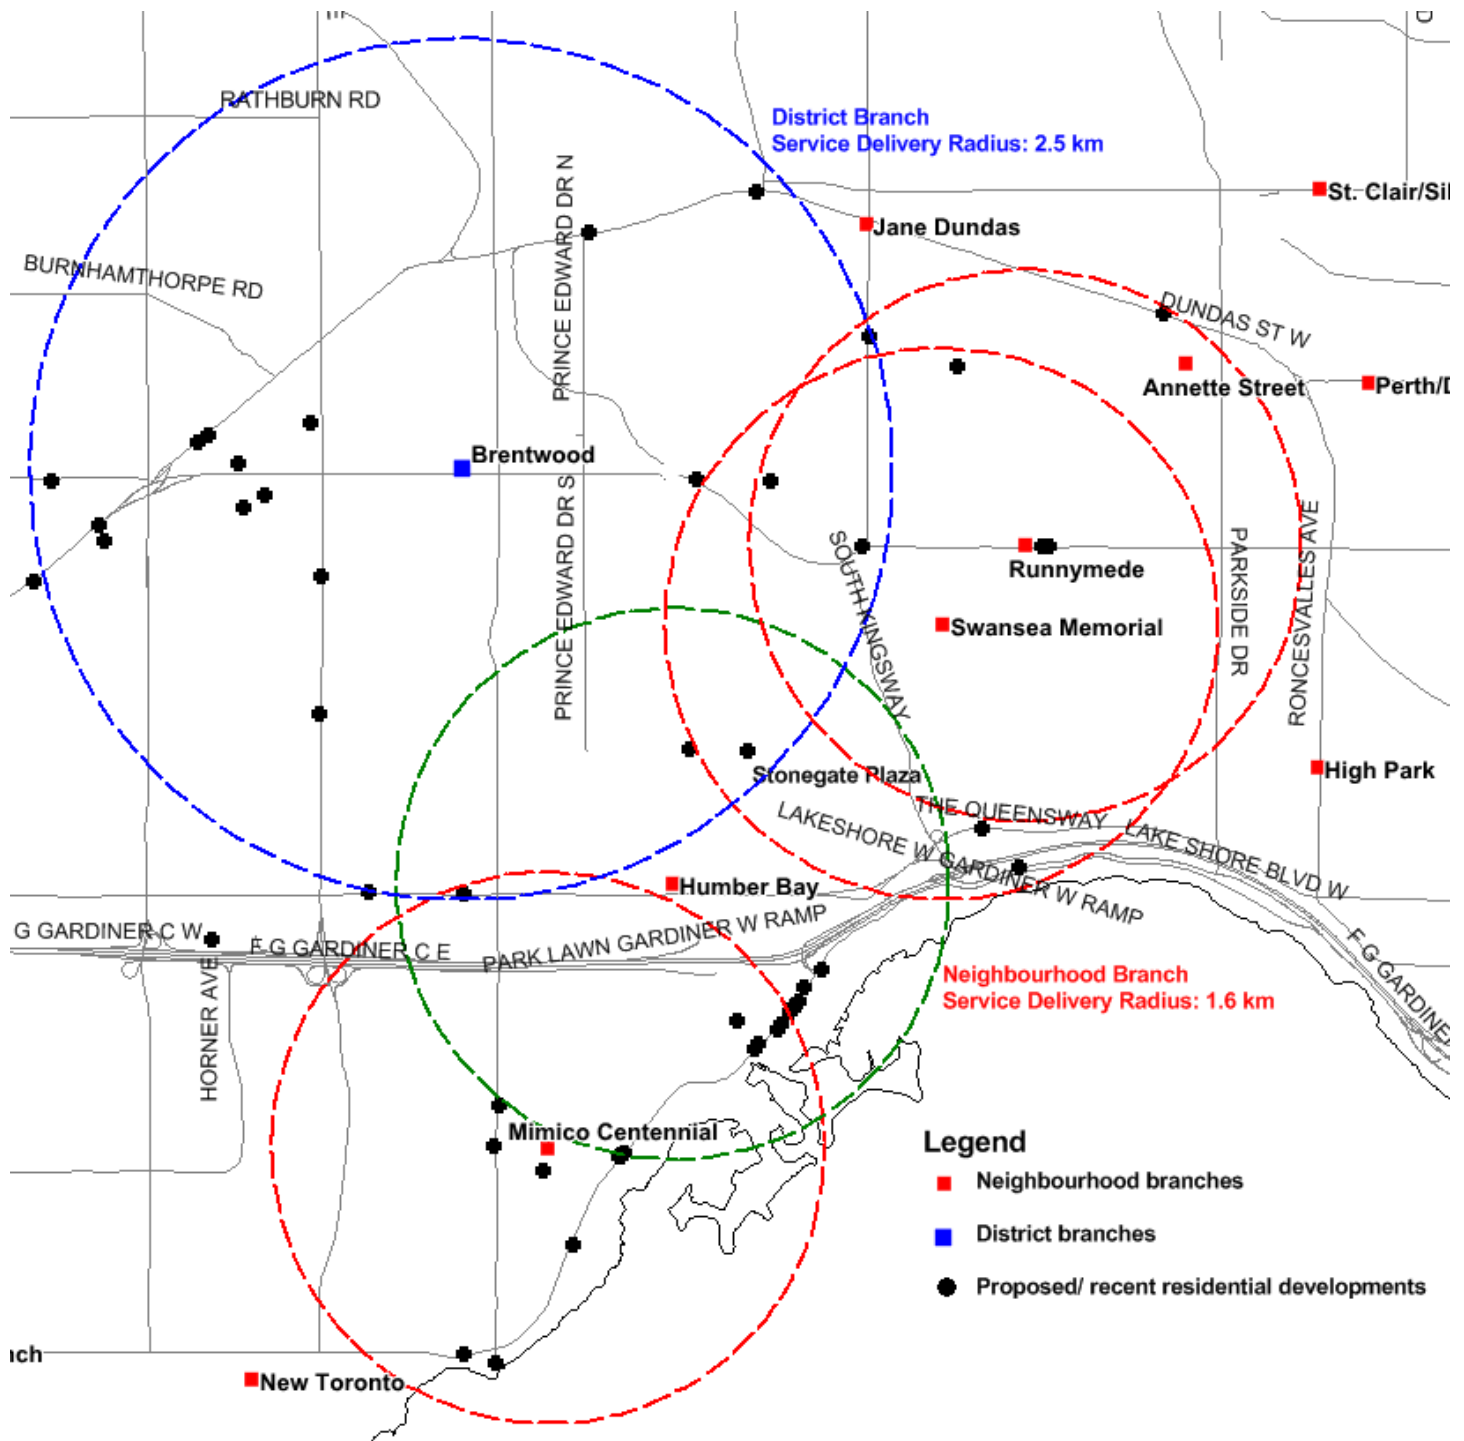 RATHBURN RD
District Branch
Service Delivery Radius: 2.5 km
PRINCE EDWARD DR N
St. Clair/Sil
Jane Dundas
BURNHAMTHORPE RD
DUNDAS ST W
Annette Street
Perth/D
Brentwood
PRINCE EDWARD DR S
SOUTH KINGSWAY
PARKSIDE DR
RONCESVALLES AVE
Runnymede
Swansea Memorial
Stonegate Plaza
High Park
THE QUEENSWAY
LAKESHORE W GARDINER W RAMP
LAKE SHORE BLVD W
Humber Bay
G GARDINER C W
F G GARDINER C E
PARK LAWN GARDINER W RAMP
F G GARDINER
HORNER AVE
Neighbourhood Branch
Service Delivery Radius: 1.6 km
Mimico Centennial
Legend
Neighbourhood branches
District branches
Proposed/ recent residential developments
nch
New Toronto